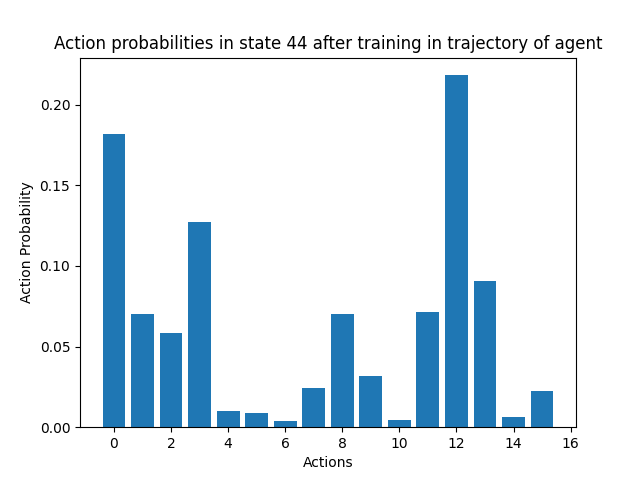 Action probabilities in state 44 after training in trajectory of agent
0.20
0.15
0.10
0.05
0.00
Action Probability
0 2 4 6 8 10 12 14 16
Actions